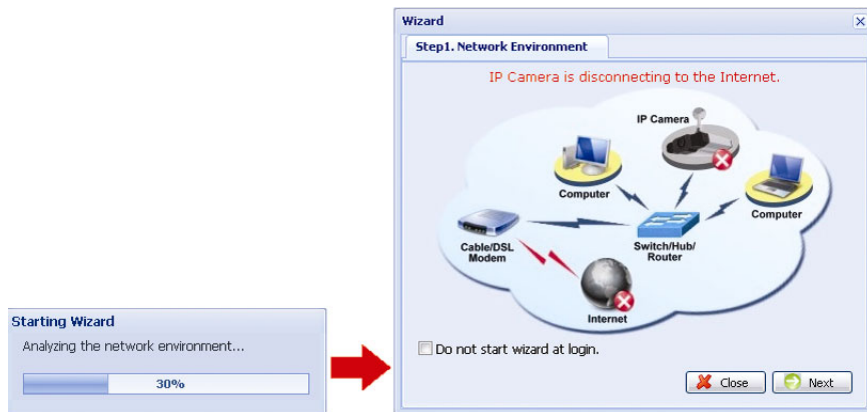 Starting Wizard
Analyzing the network environment...
30%
Wizard
Step1. Network Environment
IP Camera is disconnecting to the Internet.
IP Camera
Computer
Computer
Cable/DSL
Modem
Switch/Hub/
Router
Internet
Do not start wizard at login.
Close
Next